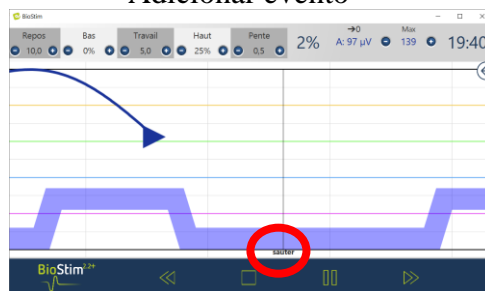 Adicionar evento
BioStim
Repos Bas Travail Haut Pente →0 Max
10,0 0% 5,0 25% 0,5 2% A: 97 µV 139 19:40
sauter
BioStim 2.2+